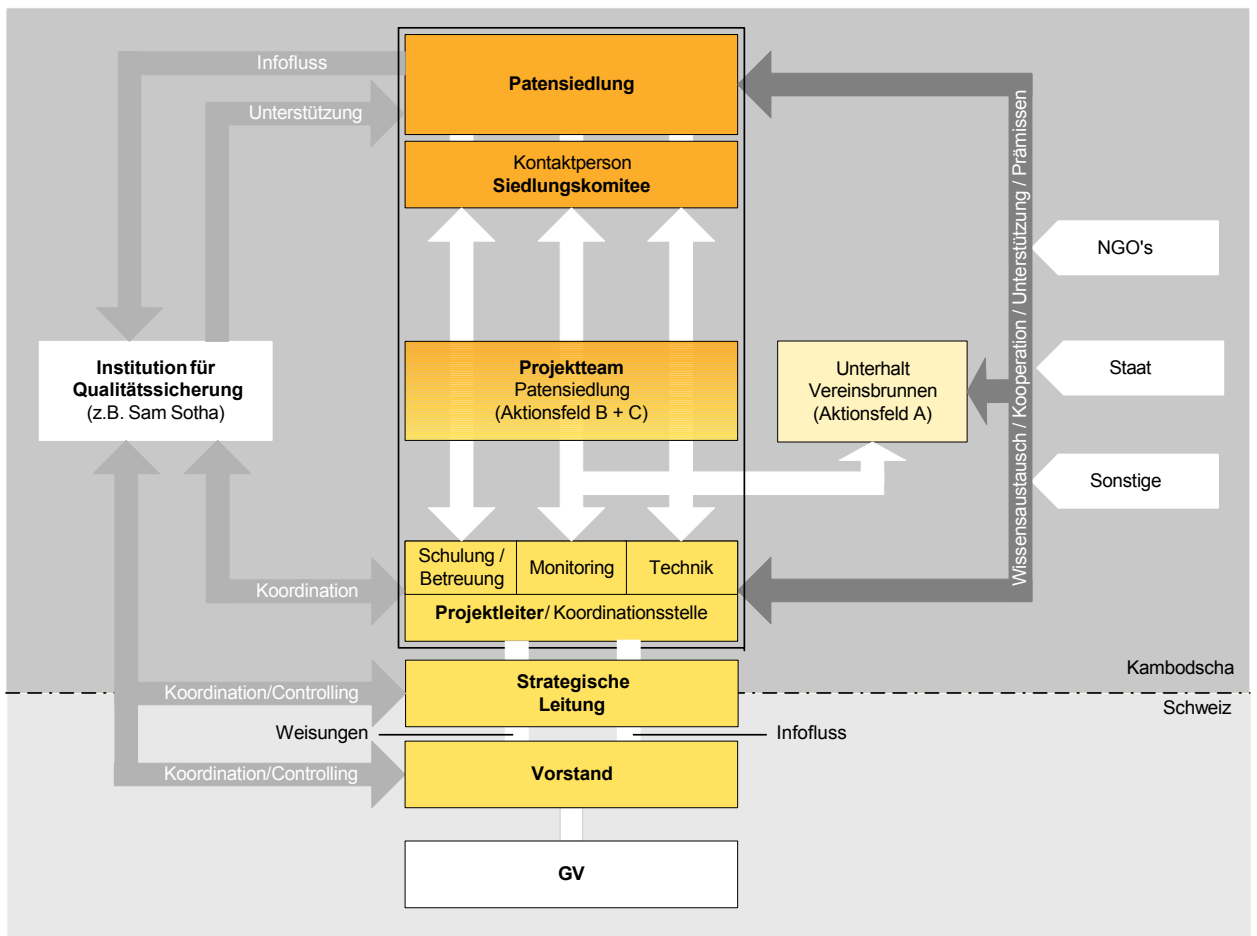 Infofluss
Patensiedlung
Unterstützung
Kontaktperson
Siedlungskomitee
Wissensaustausch / Kooperation / Unterstützung / Prämissen
NGO's
Institution für
Qualitätssicherung
(z.B. Sam Sotha)
Projektteam
Patensiedlung
(Aktionsfeld B + C)
Unterhalt
Vereinsbrunnen
(Aktionsfeld A)
Staat
Sonstige
Schulung /
Betreuung
Monitoring
Technik
Koordination
Projektleiter/ Koordinationsstelle
Kambodscha
Koordination/Controlling
Strategische
Leitung
Schweiz
Weisungen
Infofluss
Koordination/Controlling
Vorstand
GV